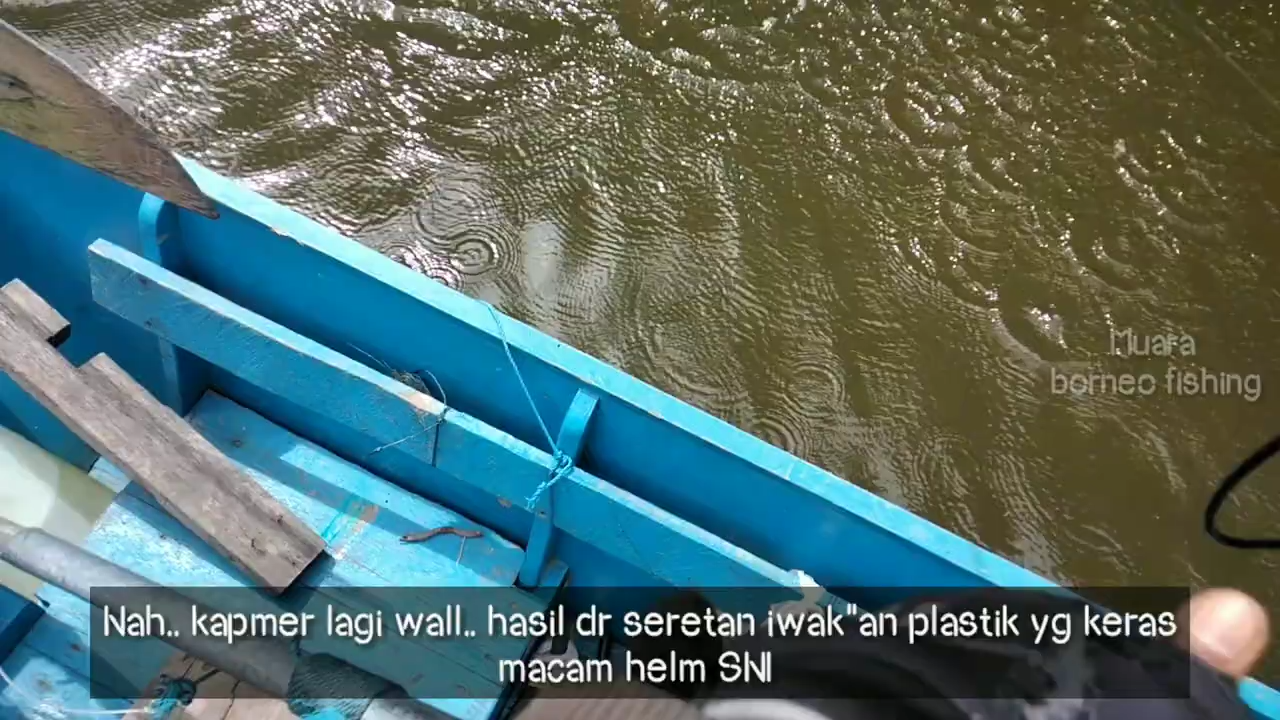 Muara
borneo fishing
Nah.. kapmer lagi wall.. hasil dr seretan iwak"an plastik yg keras
macam helm SNI